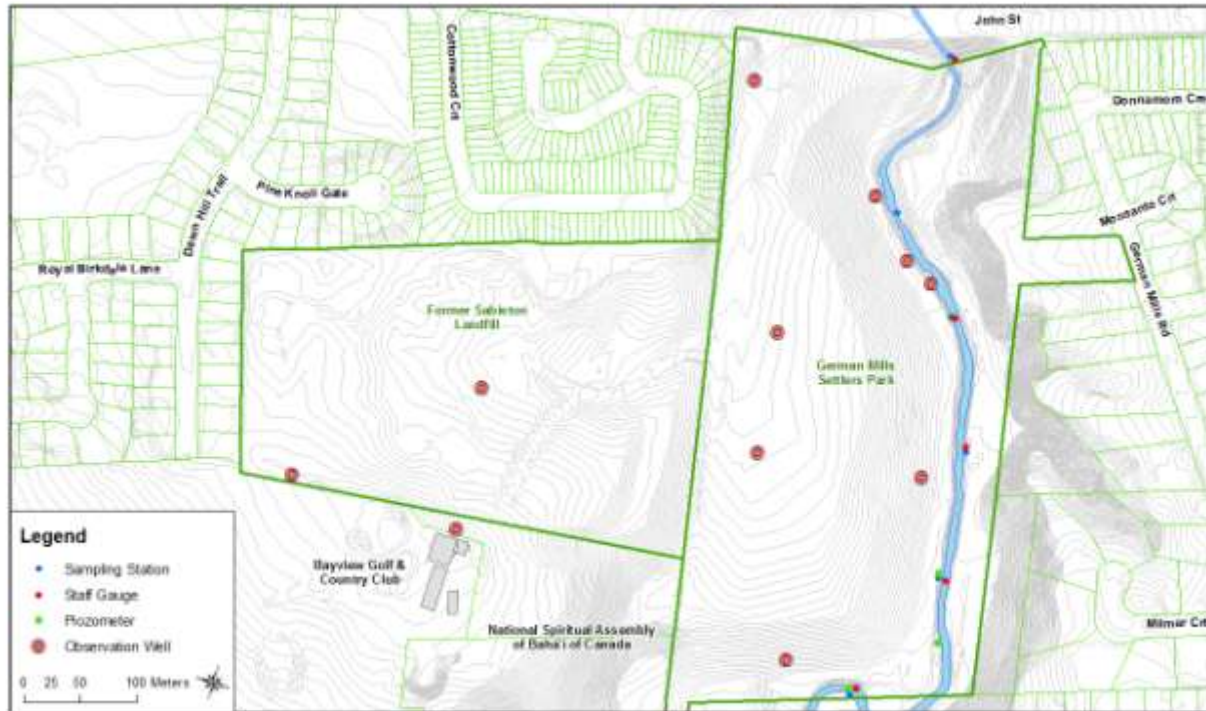 John St
Cottonwood Crt
Donnamora Cres
Pine Knoll Gate
Dawn Hill Trail
Monsante Crt
Royal Birkdale Lane
German Mills Rd
Former Sabiston
Landfill
German Mills
Settlers Park
Legend
Sampling Station
Staff Gauge
Piezometer
Observation Well
0 25 50 100 Meters
Bayview Golf &
Country Club
National Spiritual Assembly
of Baha'i of Canada
Milmar Crt